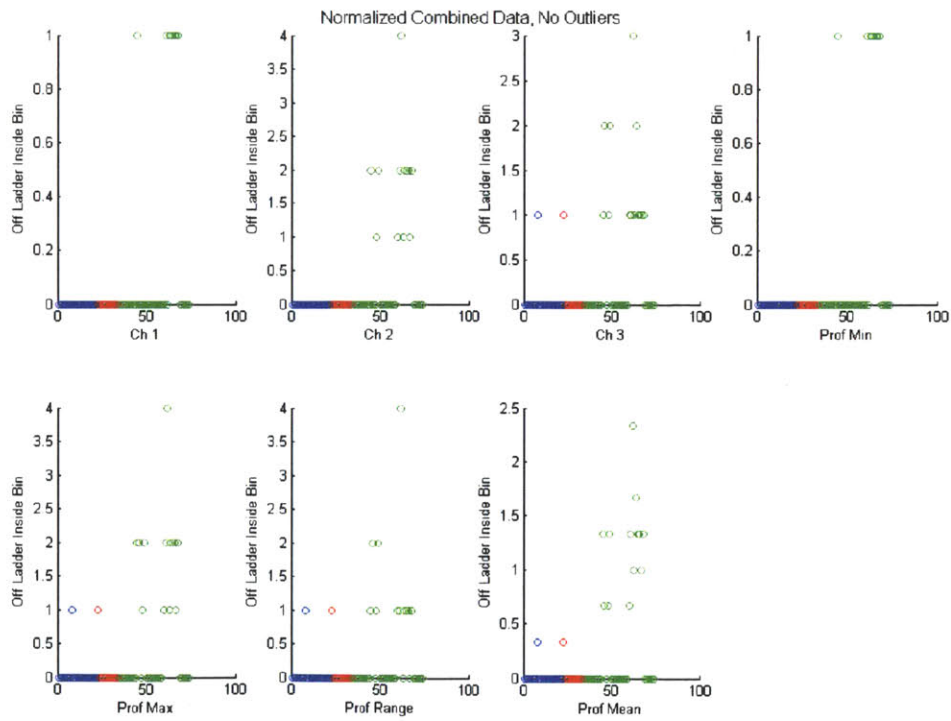 Normalized Combined Data, No Outliers
Off Ladder Inside Bin
1
0.8
0.6
0.4
0.2
0
0 50 100
Ch 1
Off Ladder Inside Bin
4
3.5
3
2.5
2
1.5
1
0.5
0
0 50 100
Ch 2
Off Ladder Inside Bin
3
2.5
2
1.5
1
0.5
0
0 50 100
Ch 3
Off Ladder Inside Bin
1
0.8
0.6
0.4
0.2
0
0 50 100
Prof Min
Off Ladder Inside Bin
4
3.5
3
2.5
2
1.5
1
0.5
0
0 50 100
Prof Max
Off Ladder Inside Bin
4
3.5
3
2.5
2
1.5
1
0.5
0
0 50 100
Prof Range
Off Ladder Inside Bin
2.5
2
1.5
1
0.5
0
0 50 100
Prof Mean